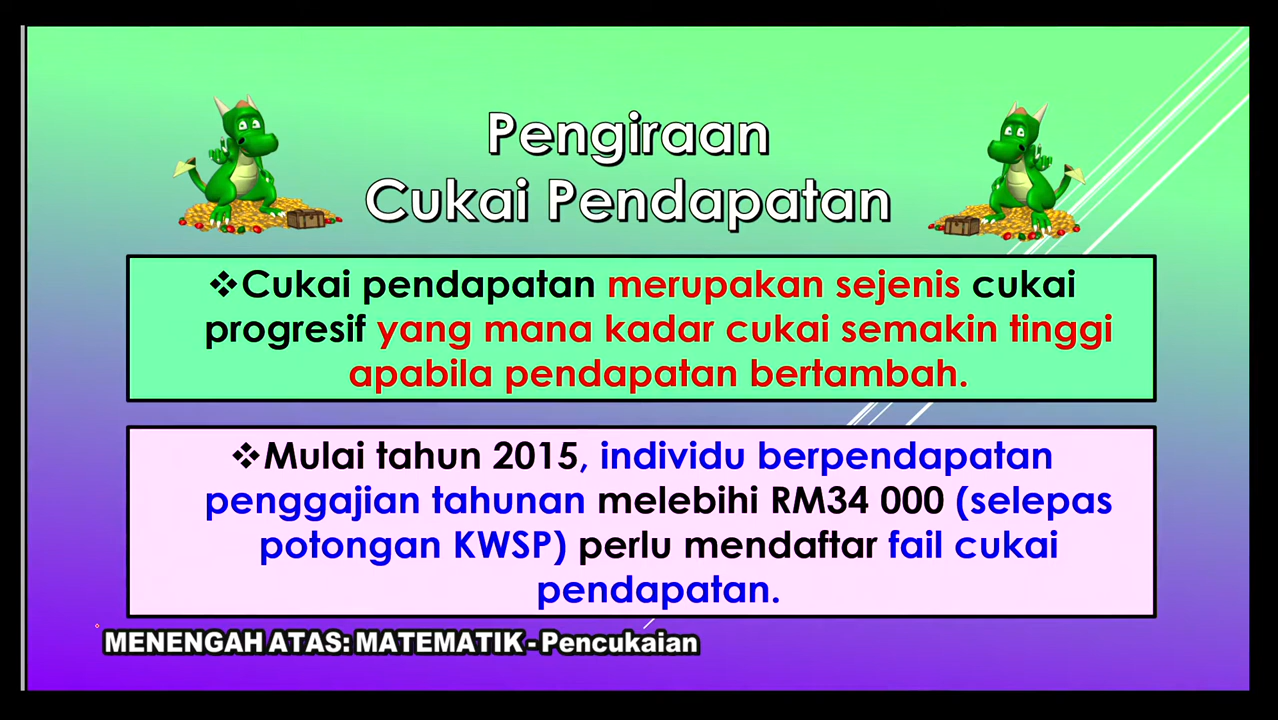 Pengiraan
Cukai Pendapatan
❖Cukai pendapatan merupakan sejenis cukai
progresif yang mana kadar cukai semakin tinggi
apabila pendapatan bertambah.
❖Mulai tahun 2015, individu berpendapatan
penggajian tahunan melebihi RM34 000 (selepas
potongan KWSP) perlu mendaftar fail cukai
pendapatan.
MENENGAH ATAS: MATEMATIK - Pencukaian